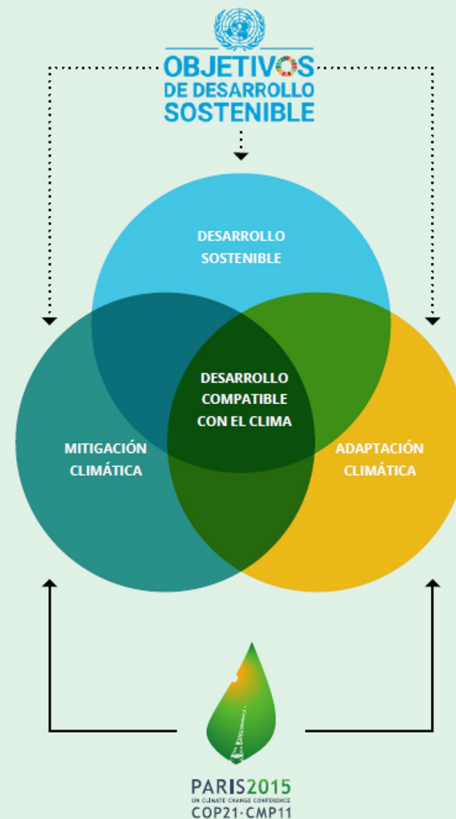 OBJETIVOS
DE DESARROLLO
SOSTENIBLE
DESARROLLO
SOSTENIBLE
DESARROLLO
COMPATIBLE
CON EL CLIMA
MITIGACIÓN
CLIMÁTICA
ADAPTACIÓN
CLIMÁTICA
PARIS2015
UN CLIMATE CHANGE CONFERENCE
COP21·CMP11